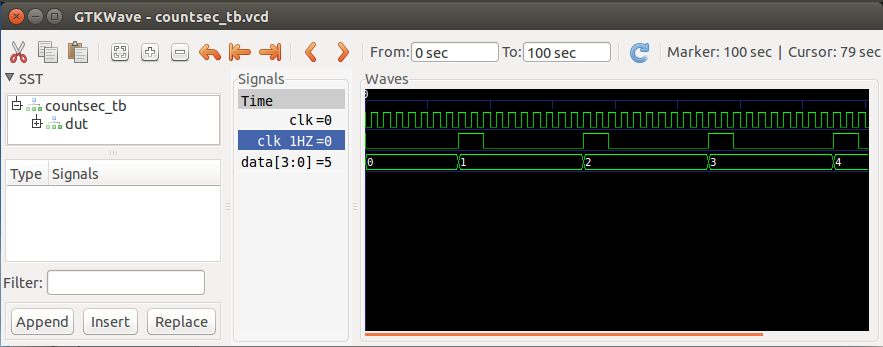 GTKWave - countsec_tb.vcd
From: 0 sec To: 100 sec Marker: 100 sec | Cursor: 79 sec
SST
countsec_tb
dut
Type Signals
Filter:
Append Insert Replace
Signals
Time
clk =0
clk_1HZ =0
data[3:0] =5
Waves
0
0 1 2 3 4